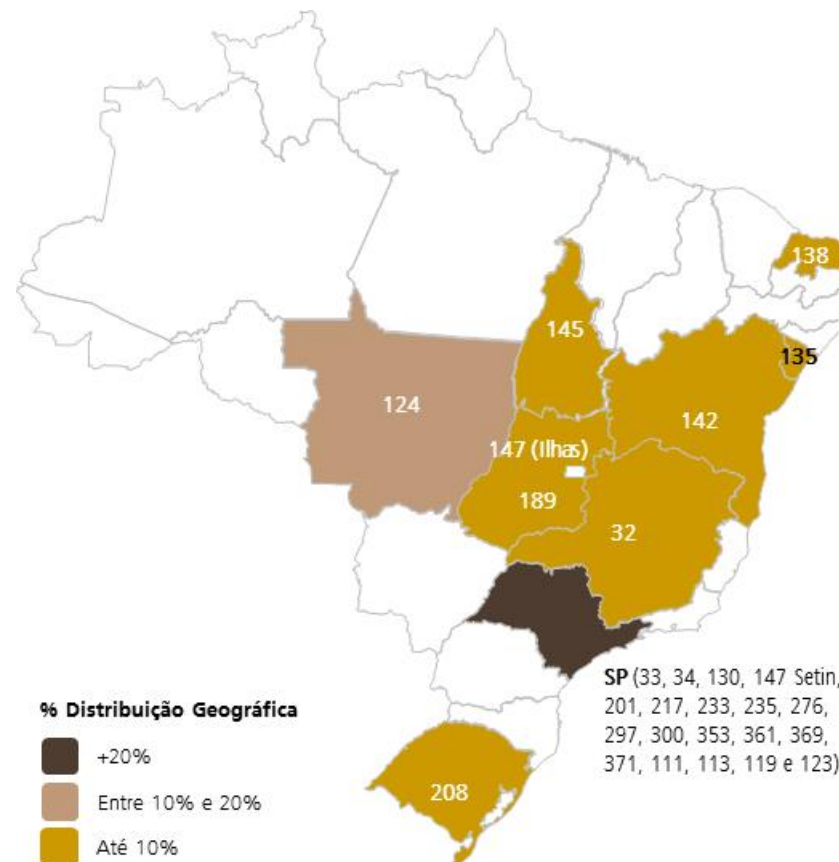 138
145
135
124
142
147 (Ilhas)
189
32
SP (33, 34, 130, 147 Setin,
201, 217, 233, 235, 276,
297, 300, 353, 361, 369,
371, 111, 113, 119 e 123)
% Distribuição Geográfica
+20%
Entre 10% e 20%
Até 10%
208